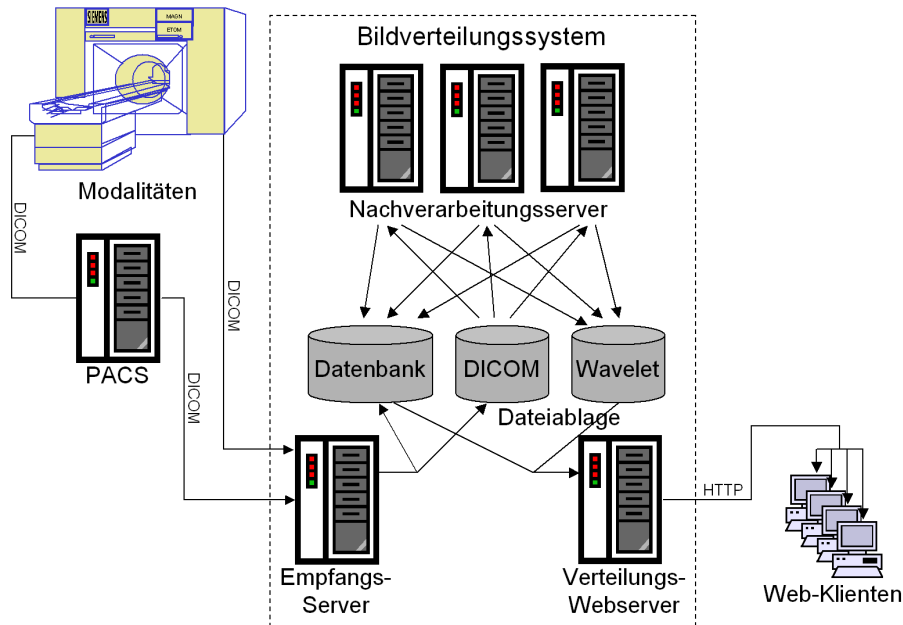 SIEMENS
MAGN
ETOM
Bildverteilungssystem
Modalitäten
Nachverarbeitungsserver
DICOM
DICOM
PACS
DICOM
Datenbank
DICOM
Wavelet
Dateiablage
HTTP
Empfangs-
Server
Verteilungs-
Webserver
Web-Klienten